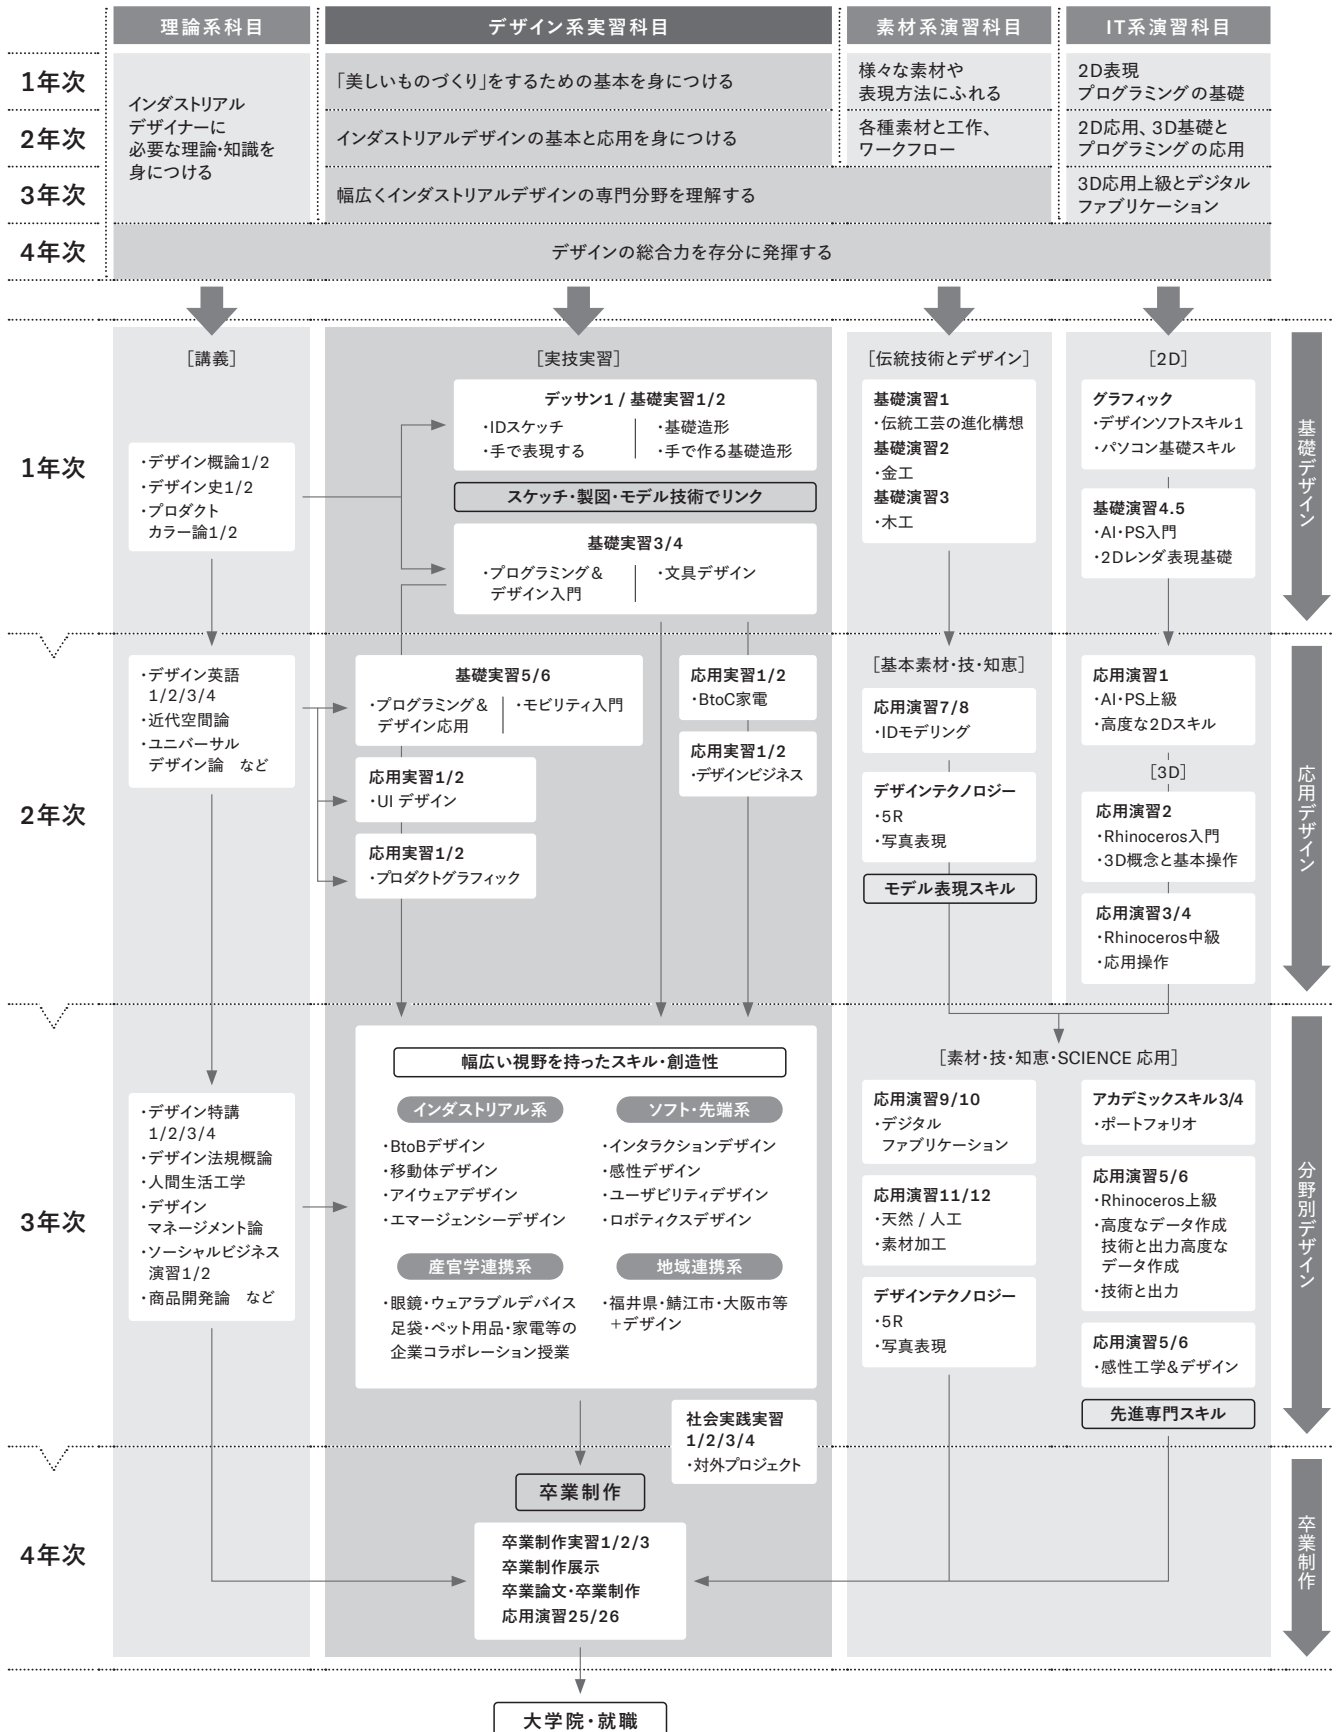 理論系科目
デザイン系実習科目
素材系演習科目
IT系演習科目
1年次
2年次
3年次
4年次
インダストリアル
デザイナーに
必要な理論・知識を
身につける
「美しいものづくり」をするための基本を身につける
インダストリアルデザインの基本と応用を身につける
幅広くインダストリアルデザインの専門分野を理解する
様々な素材や
表現方法にふれる
各種素材と工作、
ワークフロー
2D表現
プログラミングの基礎
2D応用、3D基礎と
プログラミングの応用
3D応用上級とデジタル
ファブリケーション
デザインの総合力を存分に発揮する
1年次
[講義]
・デザイン概論1/2
・デザイン史1/2
・プロダクト
カラー論1/2
[実技実習]
デッサン1 / 基礎実習1/2
・IDスケッチ
・手で表現する
・基礎造形
・手で作る基礎造形
スケッチ・製図・モデル技術でリンク
基礎実習3/4
・プログラミング＆
デザイン入門
・文具デザイン
[伝統技術とデザイン]
基礎演習1
・伝統工芸の進化構想
基礎演習2
・金工
基礎演習3
・木工
[2D]
グラフィック
・デザインソフトスキル1
・パソコン基礎スキル
基礎演習4.5
・AI・PS入門
・2Dレンダ表現基礎
基礎デザイン
2年次
・デザイン英語
1/2/3/4
・近代空間論
・ユニバーサル
デザイン論　など
基礎実習5/6
・プログラミング＆
デザイン応用
・モビリティ入門
応用実習1/2
・UI デザイン
応用実習1/2
・プロダクトグラフィック
応用実習1/2
・BtoC家電
応用実習1/2
・デザインビジネス
[基本素材・技・知恵]
応用演習7/8
・IDモデリング
デザインテクノロジー
・5R
・写真表現
モデル表現スキル
応用演習1
・AI・PS上級
・高度な2Dスキル
[3D]
応用演習2
・Rhinoceros入門
・3D概念と基本操作
応用演習3/4
・Rhinoceros中級
・応用操作
応用デザイン
3年次
・デザイン特講
1/2/3/4
・デザイン法規概論
・人間生活工学
・デザイン
マネージメント論
・ソーシャルビジネス
演習1/2
・商品開発論　など
幅広い視野を持ったスキル・創造性
インダストリアル系
・BtoBデザイン
・移動体デザイン
・アイウェアデザイン
・エマージェンシーデザイン
ソフト・先端系
・インタラクションデザイン
・感性デザイン
・ユーザビリティデザイン
・ロボティクスデザイン
産官学連携系
・眼鏡・ウェアラブルデバイス
足袋・ペット用品・家電等の
企業コラボレーション授業
地域連携系
・福井県・鯖江市・大阪市等
＋デザイン
社会実践実習
1/2/3/4
・対外プロジェクト
[素材・技・知恵・SCIENCE 応用]
応用演習9/10
・デジタル
ファブリケーション
応用演習11/12
・天然 / 人工
・素材加工
デザインテクノロジー
・5R
・写真表現
アカデミックスキル3/4
・ポートフォリオ
応用演習5/6
・Rhinoceros上級
・高度なデータ作成
技術と出力高度な
データ作成
・技術と出力
応用演習5/6
・感性工学&デザイン
先進専門スキル
分野別デザイン
4年次
卒業制作
卒業制作実習1/2/3
卒業制作展示
卒業論文・卒業制作
応用演習25/26
卒業制作
大学院・就職